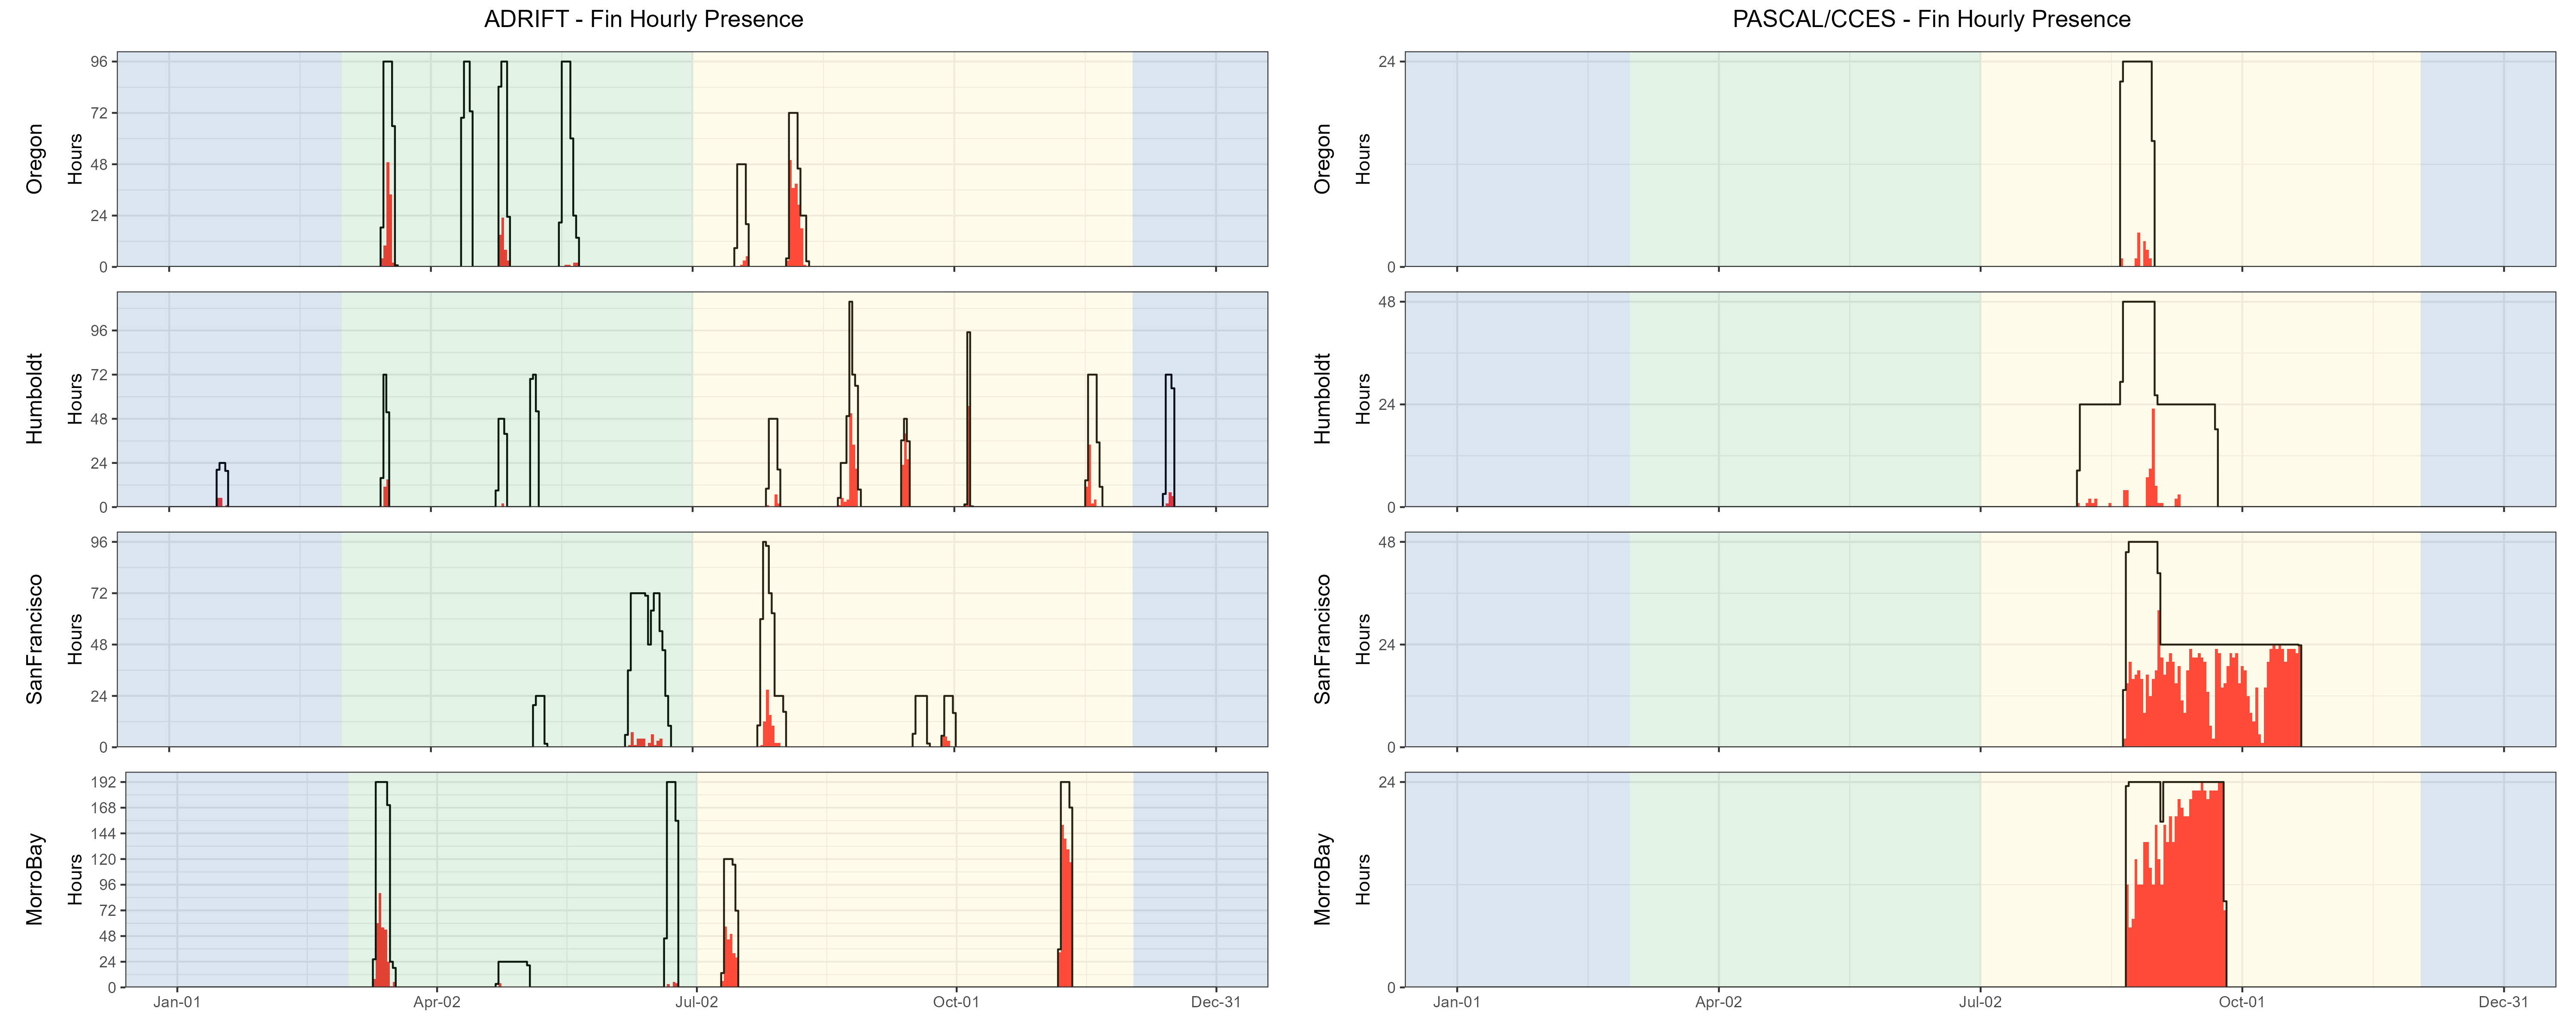 ADRIFT - Fin Hourly Presence
Oregon
Hours
96
72
48
24
0
Humboldt
Hours
96
72
48
24
0
SanFrancisco
Hours
96
72
48
24
0
MorroBay
Hours
192
168
144
120
96
72
48
24
0
Jan-01 Apr-02 Jul-02 Oct-01 Dec-31
PASCAL/CCES - Fin Hourly Presence
Oregon
Hours
24
0
Humboldt
Hours
48
24
0
SanFrancisco
Hours
48
24
0
MorroBay
Hours
24
0
Jan-01 Apr-02 Jul-02 Oct-01 Dec-31